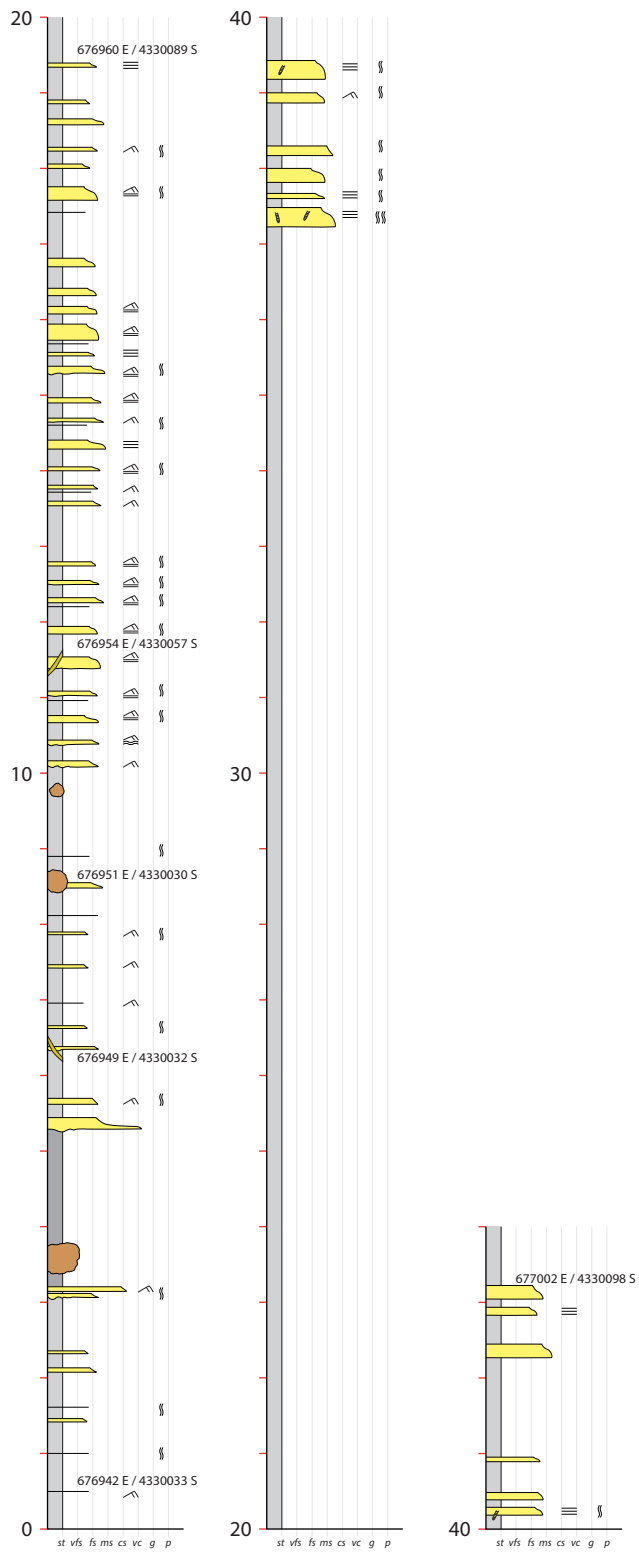 20
676960 E / 4330089 S
676954 E / 4330057 S
10
676951 E / 4330030 S
676949 E / 4330032 S
676942 E / 4330033 S
0
st vfs fs ms cs vc g p
40
30
20
st vfs fs ms cs vc g p
677002 E / 4330098 S
40
st vfs fs ms cs vc g p